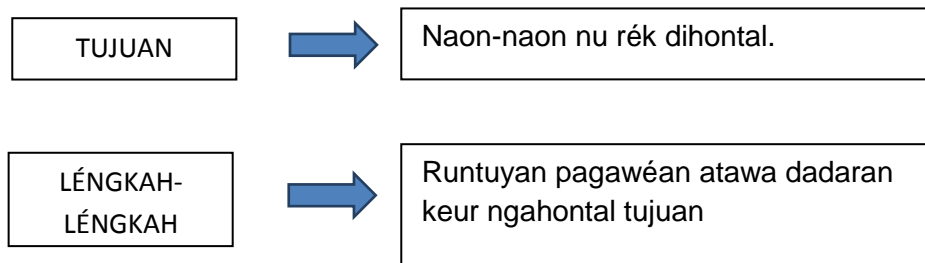 TUJUAN
Naon-naon nu rék dihontal.
LÉNGKAH-
LÉNGKAH
Runtuyan pagawéan atawa dadaran
keur ngahontal tujuan